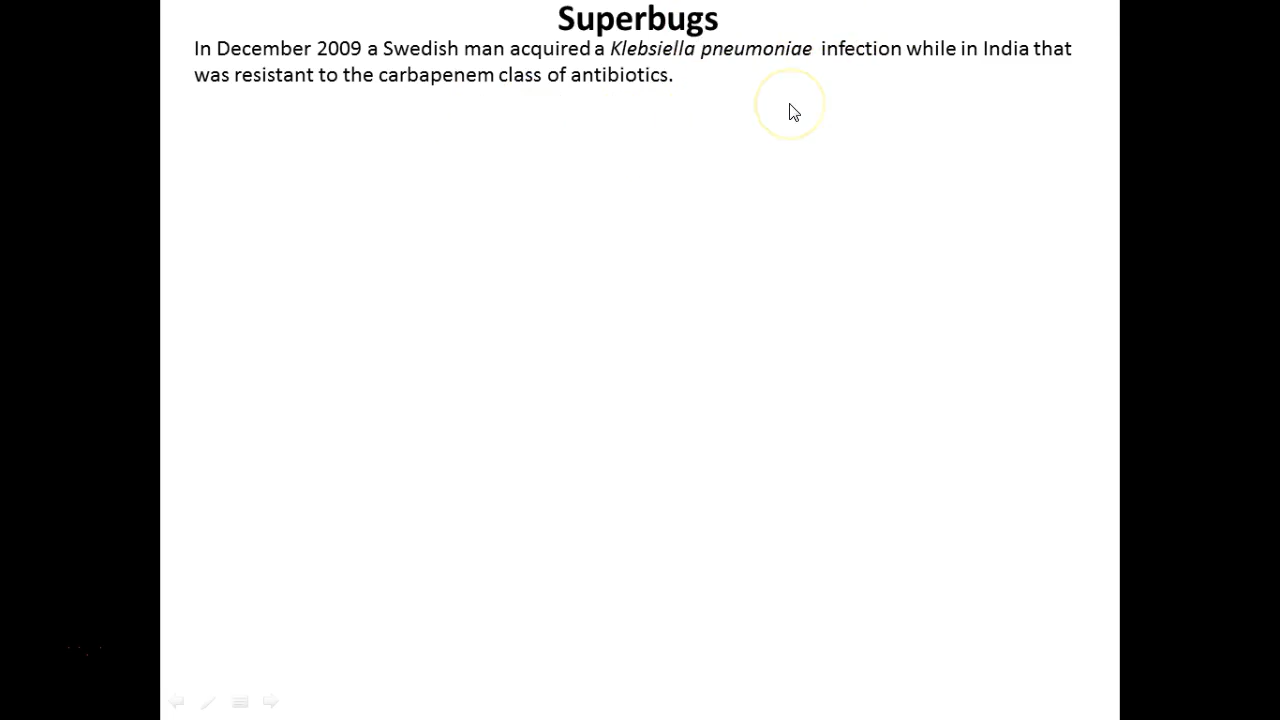 Superbugs
In December 2009 a Swedish man acquired a Klebsiella pneumoniae infection while in India that
was resistant to the carbapenem class of antibiotics.